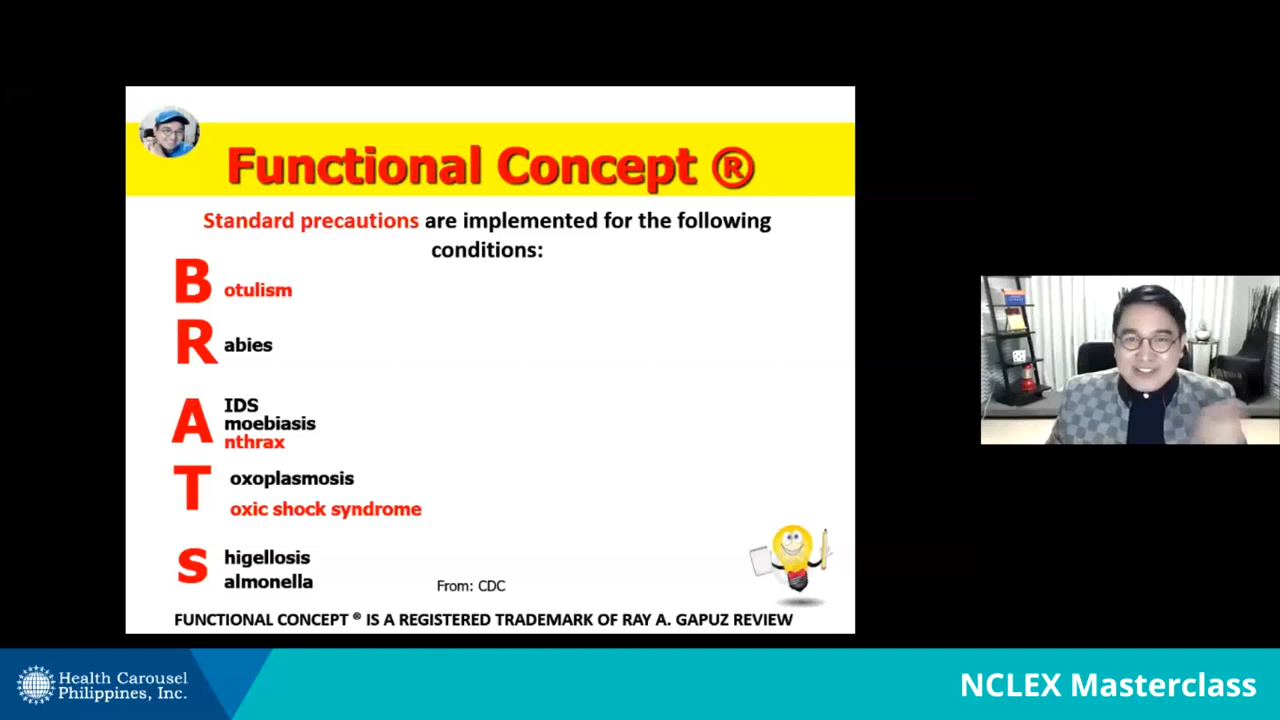 Functional Concept ®
Standard precautions are implemented for the following
conditions:
B otulism
R abies
A IDS
moebiasis
nthrax
T oxoplasmosis
oxic shock syndrome
S higellosis
almonella
From: CDC
FUNCTIONAL CONCEPT ® IS A REGISTERED TRADEMARK OF RAY A. GAPUZ REVIEW
Health Carousel
Philippines, Inc.
NCLEX Masterclass